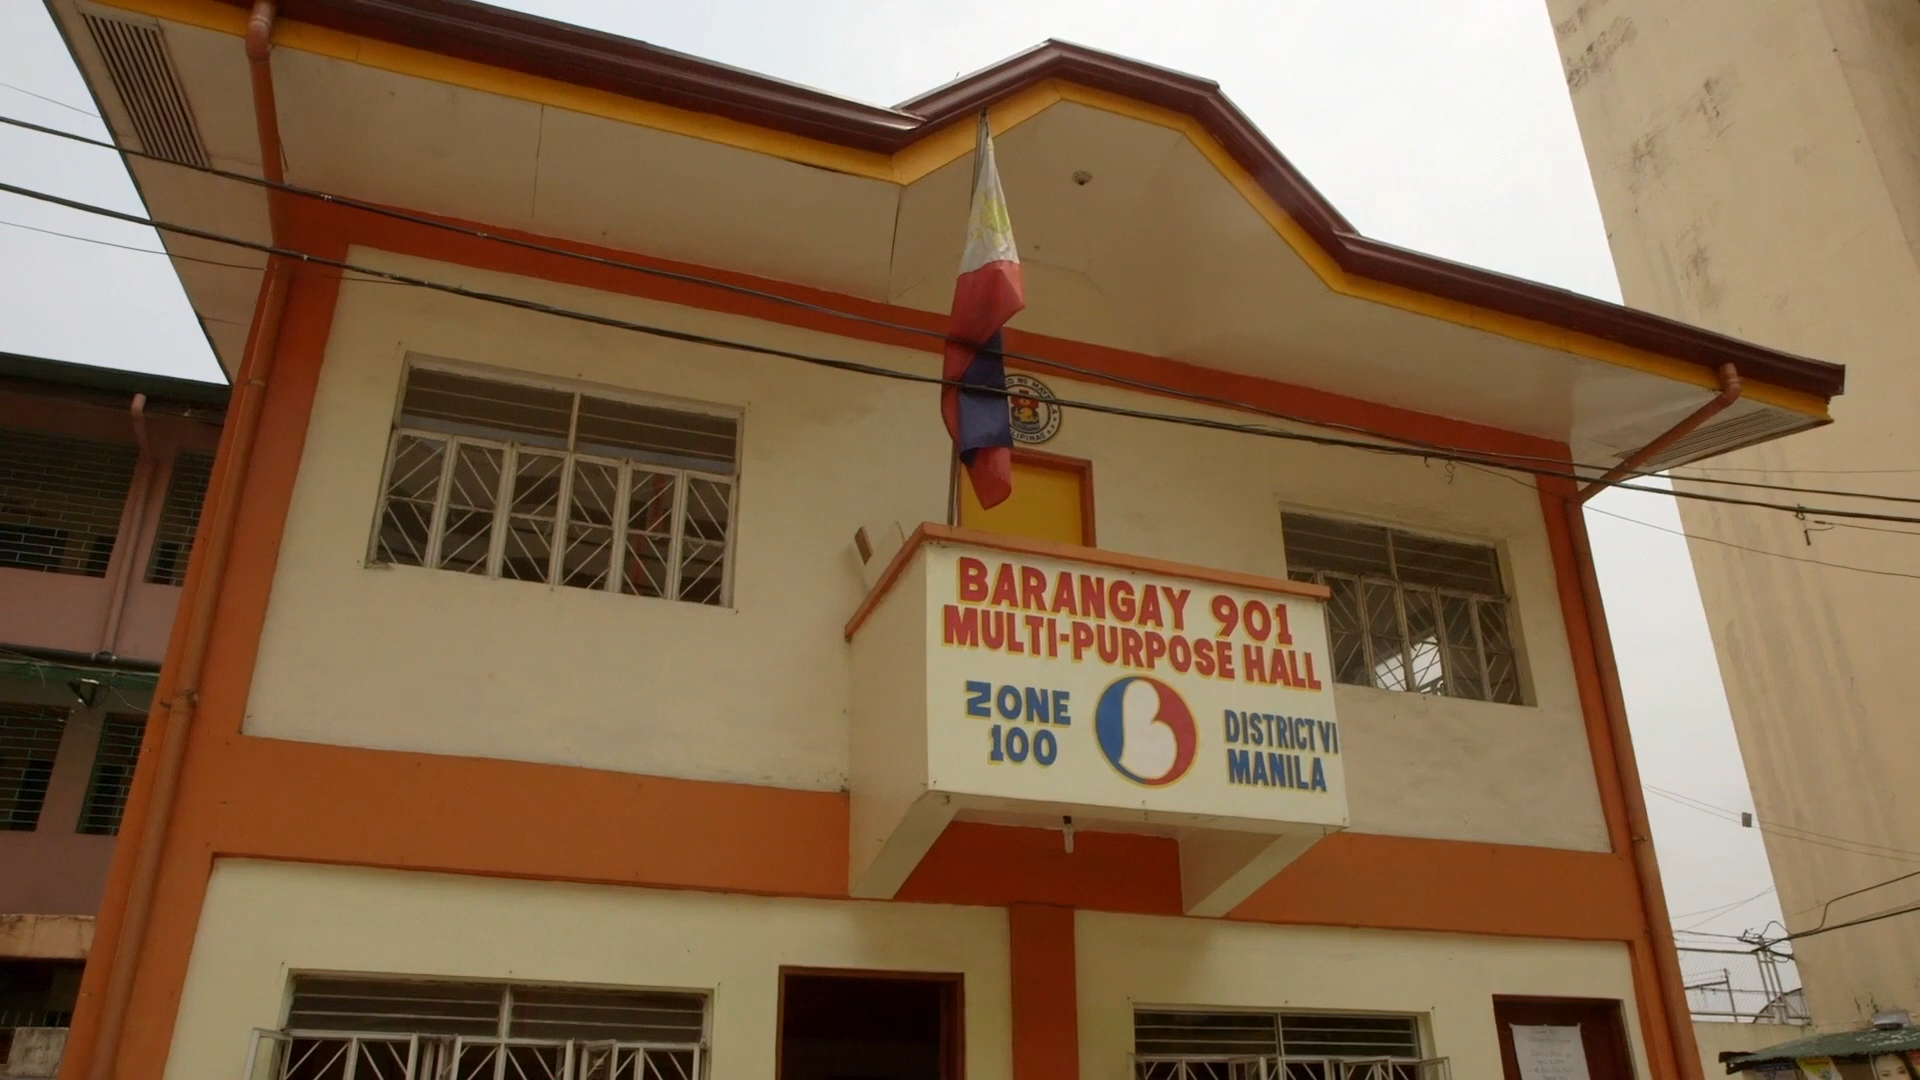 BARANGAY 901
MULTI-PURPOSE HALL
ZONE
100
B
DISTRICT VI
MANILA